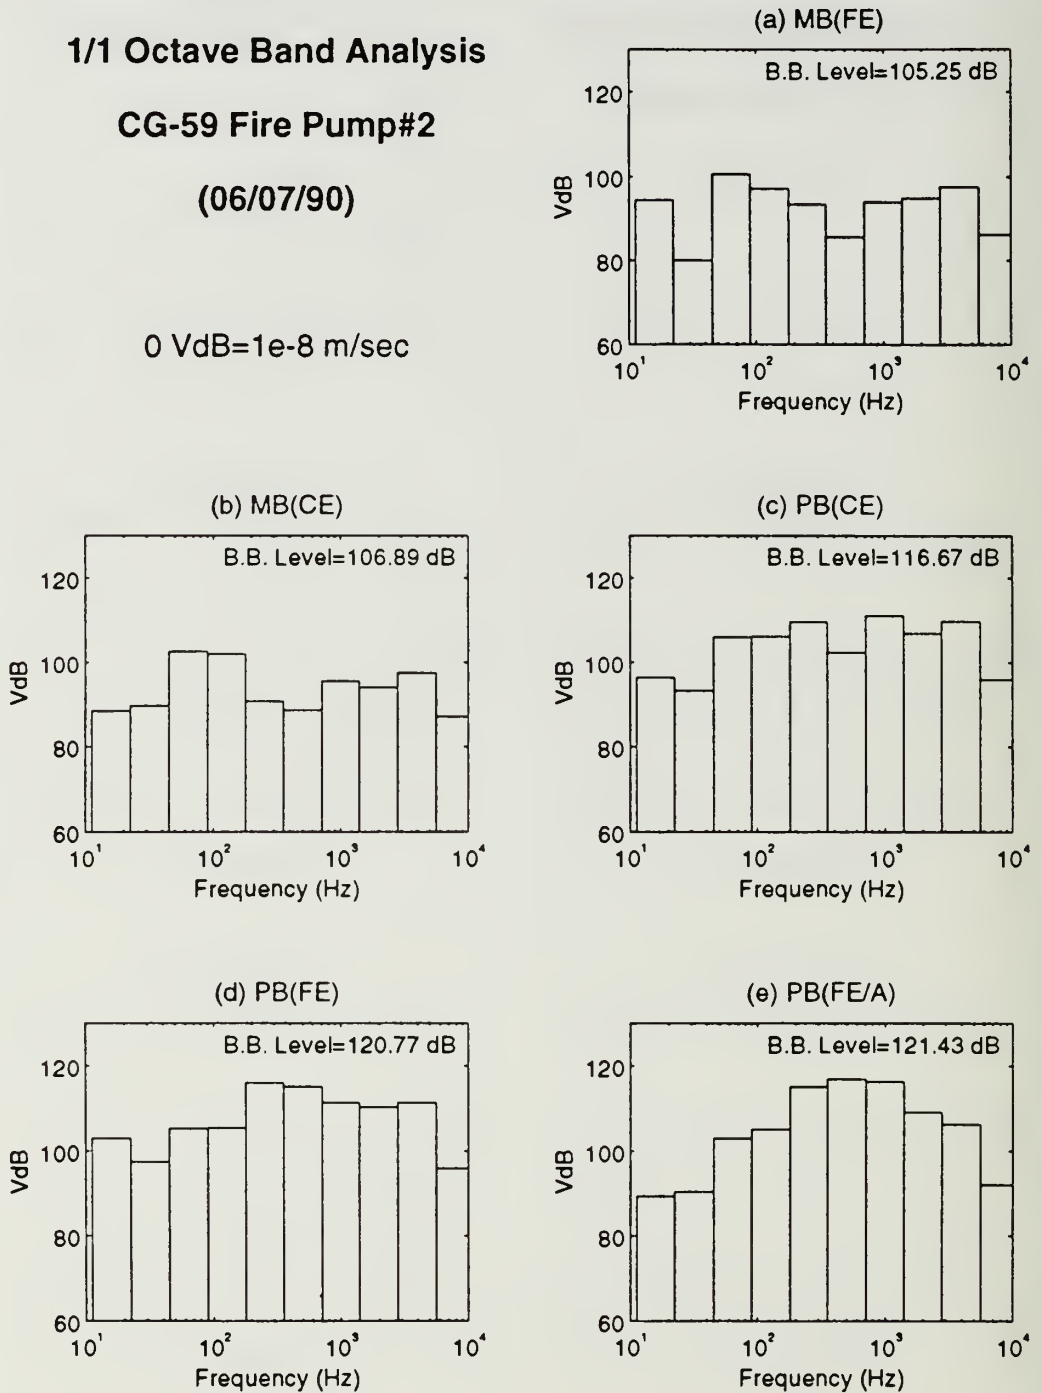 1/1 Octave Band Analysis
CG-59 Fire Pump#2
(06/07/90)
0 VdB=1e-8 m/sec
(a) MB(FE)
B.B. Level=105.25 dB
120
100
80
60
VdB
10¹ 10² 10³ 10⁴
Frequency (Hz)
(b) MB(CE)
B.B. Level=106.89 dB
120
100
80
60
VdB
10¹ 10² 10³ 10⁴
Frequency (Hz)
(c) PB(CE)
B.B. Level=116.67 dB
120
100
80
60
VdB
10¹ 10² 10³ 10⁴
Frequency (Hz)
(d) PB(FE)
B.B. Level=120.77 dB
120
100
80
60
VdB
10¹ 10² 10³ 10⁴
Frequency (Hz)
(e) PB(FE/A)
B.B. Level=121.43 dB
120
100
80
60
VdB
10¹ 10² 10³ 10⁴
Frequency (Hz)